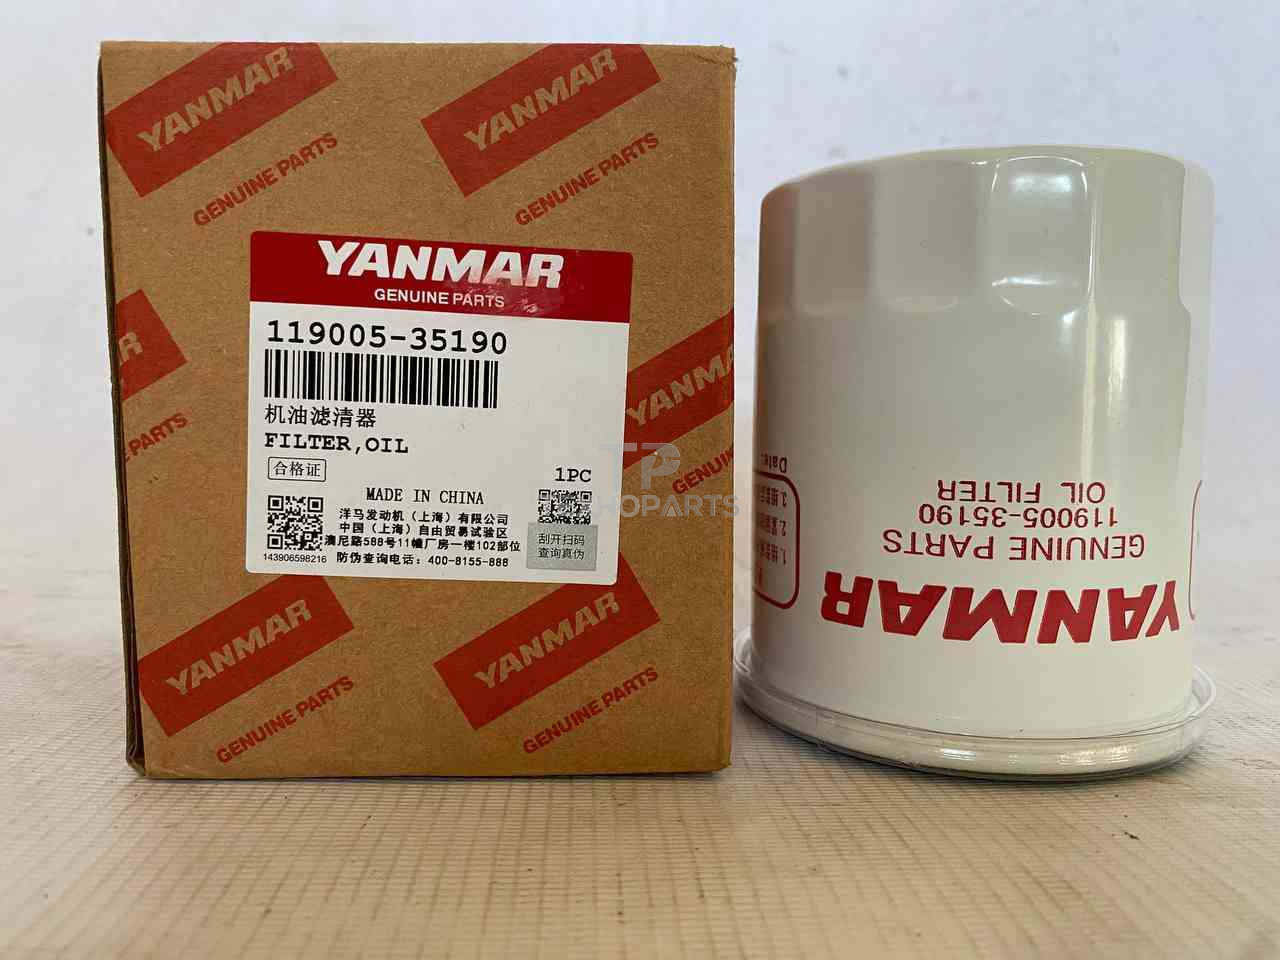 YANMAR
GENUINE PARTS
YANMAR
GENUINE PARTS
YANMAR
GENUINE PARTS
119005-35190
机油滤清器
FILTER,OIL
合格证
1PC
MADE IN CHINA
洋马发动机（上海）有限公司
中国（上海）自由贸易试验区
澳尼路588号11幢厂房一楼102部位
143906598216
防伪查询电话：400-8155-888
刮开扫码
查询真伪
PARTS
YANMAR
GENUINE
YANMAR
GENUINE PARTS
YANMAR
GENUINE PARTS
TP
PARTS
YANMAR
GENUINE PARTS
119005-35190
OIL FILTER
Date: